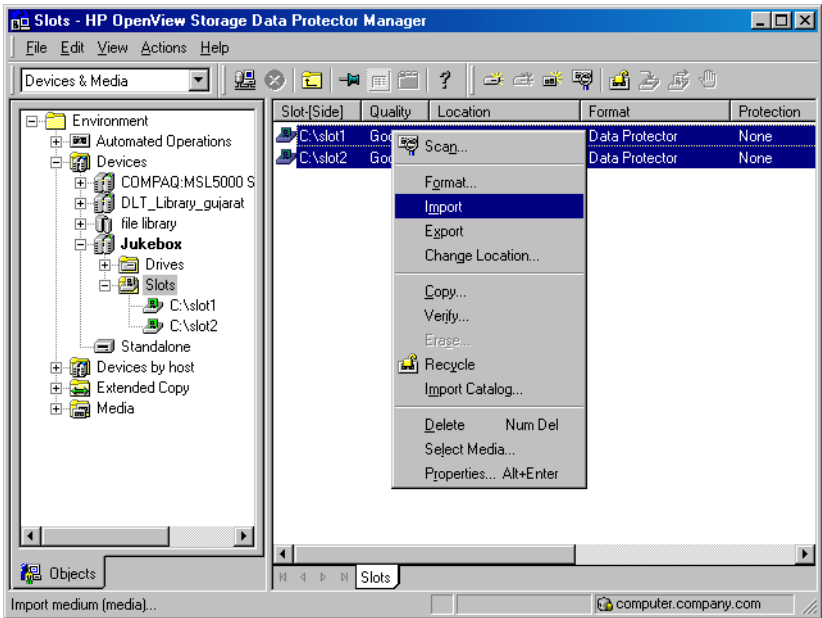 Slots - HP OpenView Storage Data Protector Manager
File Edit View Actions Help
Devices & Media
Slot-[Side] Quality Location Format Protection
Environment
Automated Operations
Devices
COMPAQ:MSL5000 S
DLT_Library_gujarat
file library
Jukebox
Drives
Slots
C:\slot1
C:\slot2
Standalone
Devices by host
Extended Copy
Media
C:\slot1 Goo Data Protector None
C:\slot2 Goo Data Protector None
Scan...
Format...
Import
Export
Change Location...
Copy...
Verify...
Erase...
Recycle
Import Catalog...
Delete Num Del
Select Media...
Properties... Alt+Enter
Objects
Slots
Import medium (media)...
computer.company.com